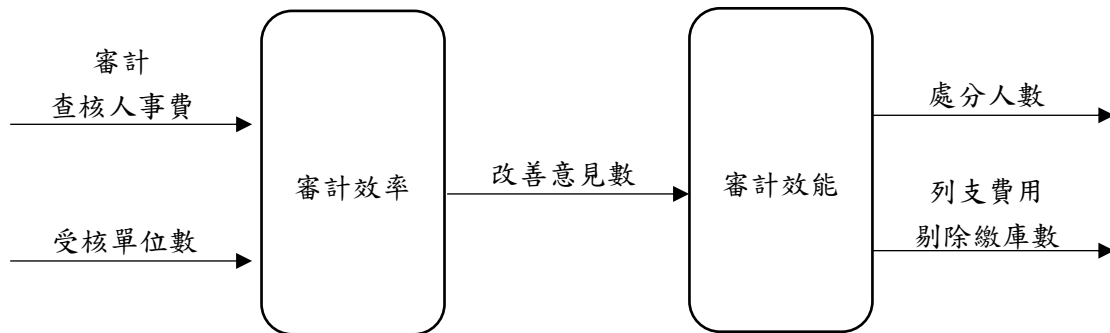 審計
查核人事費
受核單位數
審計效率
改善意見數
審計效能
處分人數
列支費用
剔除繳庫數